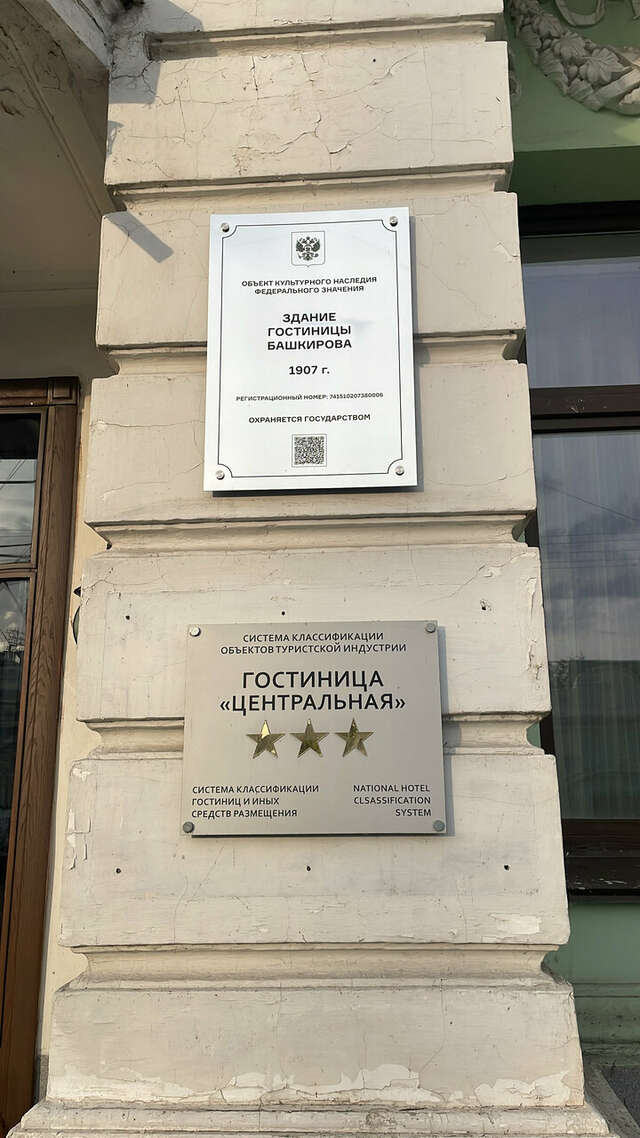 ОБЪЕКТ КУЛЬТУРНОГО НАСЛЕДИЯ
ФЕДЕРАЛЬНОГО ЗНАЧЕНИЯ
ЗДАНИЕ
ГОСТИНИЦЫ
БАШКИРОВА
1907 г.
РЕГИСТРАЦИОННЫЙ НОМЕР: 741510207380006
ОХРАНЯЕТСЯ ГОСУДАРСТВОМ
СИСТЕМА КЛАССИФИКАЦИИ
ОБЪЕКТОВ ТУРИСТСКОЙ ИНДУСТРИИ
ГОСТИНИЦА
«ЦЕНТРАЛЬНАЯ»
СИСТЕМА КЛАССИФИКАЦИИ
ГОСТИНИЦ И ИНЫХ
СРЕДСТВ РАЗМЕЩЕНИЯ
NATIONAL HOTEL
CLSASSIFICATION
SYSTEM